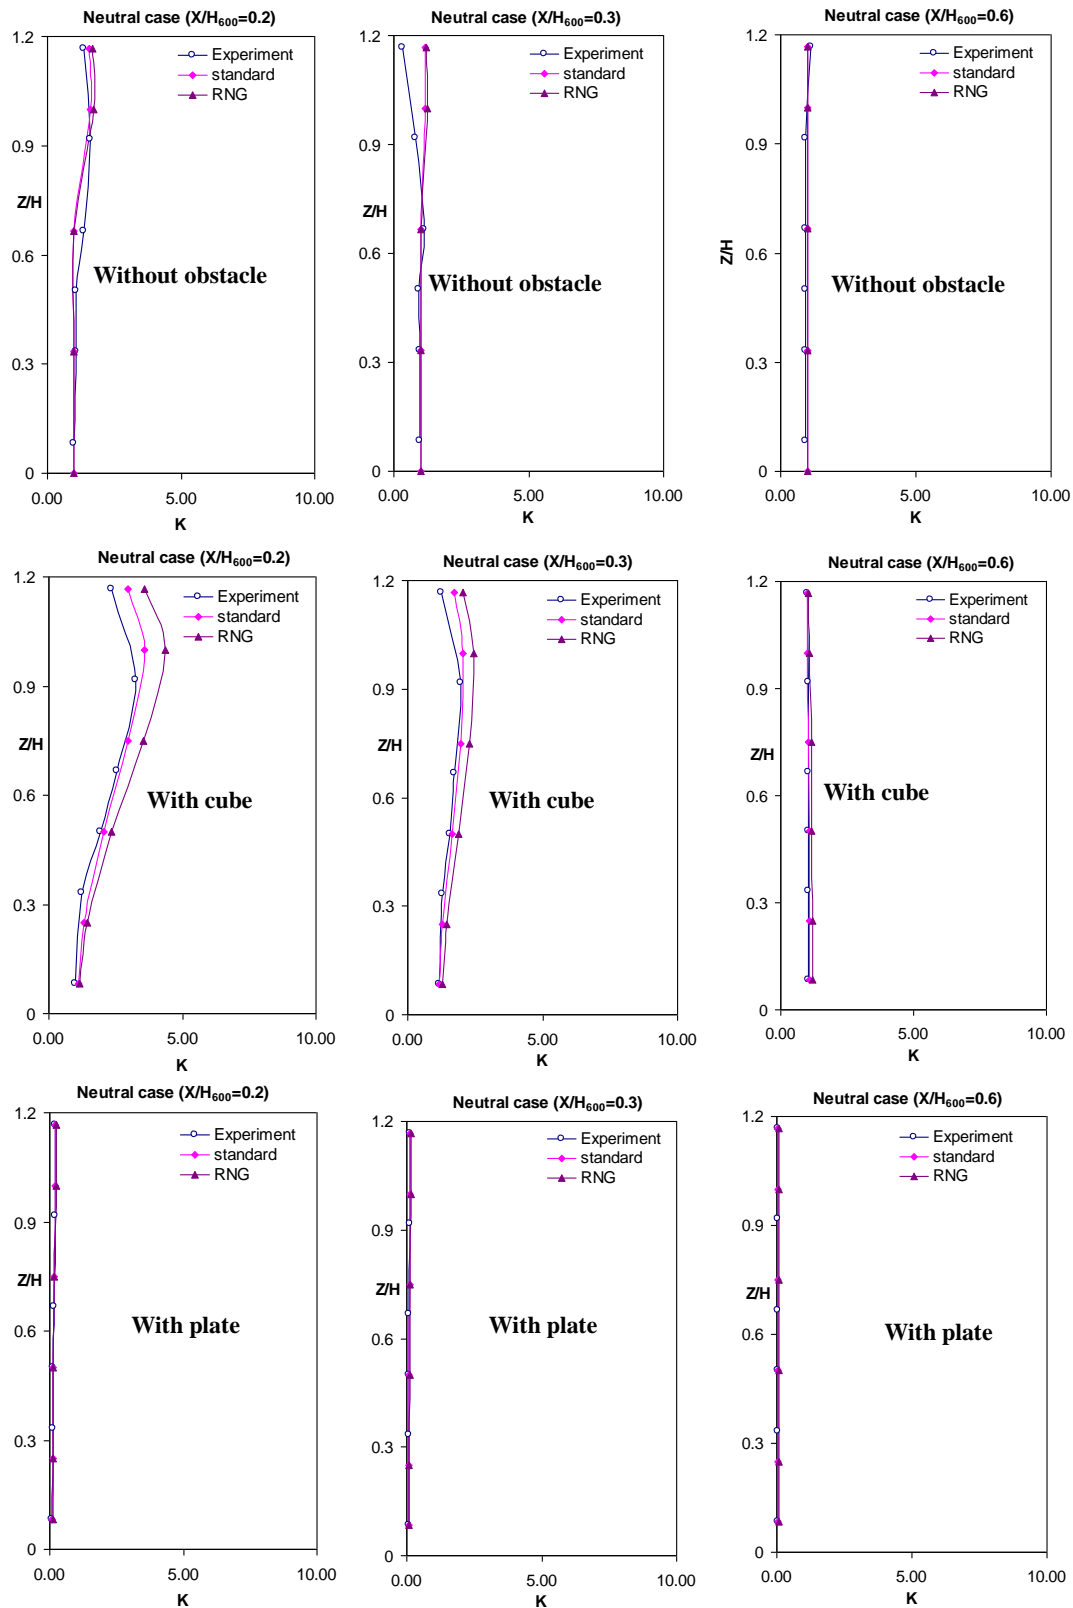 Neutral case (X/H600=0.2)
1.2
0.9
Z/H
0.6
0.3
0
0.00 5.00 10.00
K
Experiment
standard
RNG
Without obstacle
Neutral case (X/H600=0.3)
1.2
0.9
Z/H
0.6
0.3
0
0.00 5.00 10.00
K
Experiment
standard
RNG
Without obstacle
Neutral case (X/H600=0.6)
1.2
0.9
Z/H
0.6
0.3
0
0.00 5.00 10.00
K
Experiment
standard
RNG
Without obstacle
Neutral case (X/H600=0.2)
1.2
0.9
Z/H
0.6
0.3
0
0.00 5.00 10.00
K
Experiment
standard
RNG
With cube
Neutral case (X/H600=0.3)
1.2
0.9
Z/H
0.6
0.3
0
0.00 5.00 10.00
K
Experiment
standard
RNG
With cube
Neutral case (X/H600=0.6)
1.2
0.9
Z/H
0.6
0.3
0
0.00 5.00 10.00
K
Experiment
standard
RNG
With cube
Neutral case (X/H600=0.2)
1.2
0.9
Z/H
0.6
0.3
0
0.00 5.00 10.00
K
Experiment
standard
RNG
With plate
Neutral case (X/H600=0.3)
1.2
0.9
Z/H
0.6
0.3
0
0.00 5.00 10.00
K
Experiment
standard
RNG
With plate
Neutral case (X/H600=0.6)
1.2
0.9
Z/H
0.6
0.3
0
0.00 5.00 10.00
K
Experiment
standard
RNG
With plate